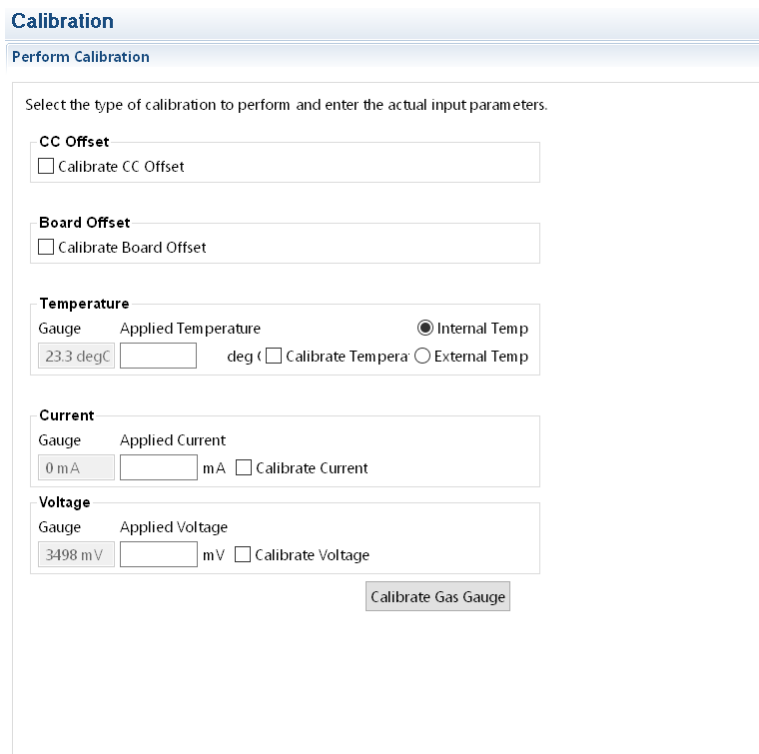 Calibration
Perform Calibration
Select the type of calibration to perform and enter the actual input parameters.
CC Offset
Calibrate CC Offset
Board Offset
Calibrate Board Offset
Temperature
Gauge Applied Temperature Internal Temp
23.3 degC deg ( Calibrate Tempera External Temp
Current
Gauge Applied Current
0 mA mA Calibrate Current
Voltage
Gauge Applied Voltage
3498 mV mV Calibrate Voltage
Calibrate Gas Gauge